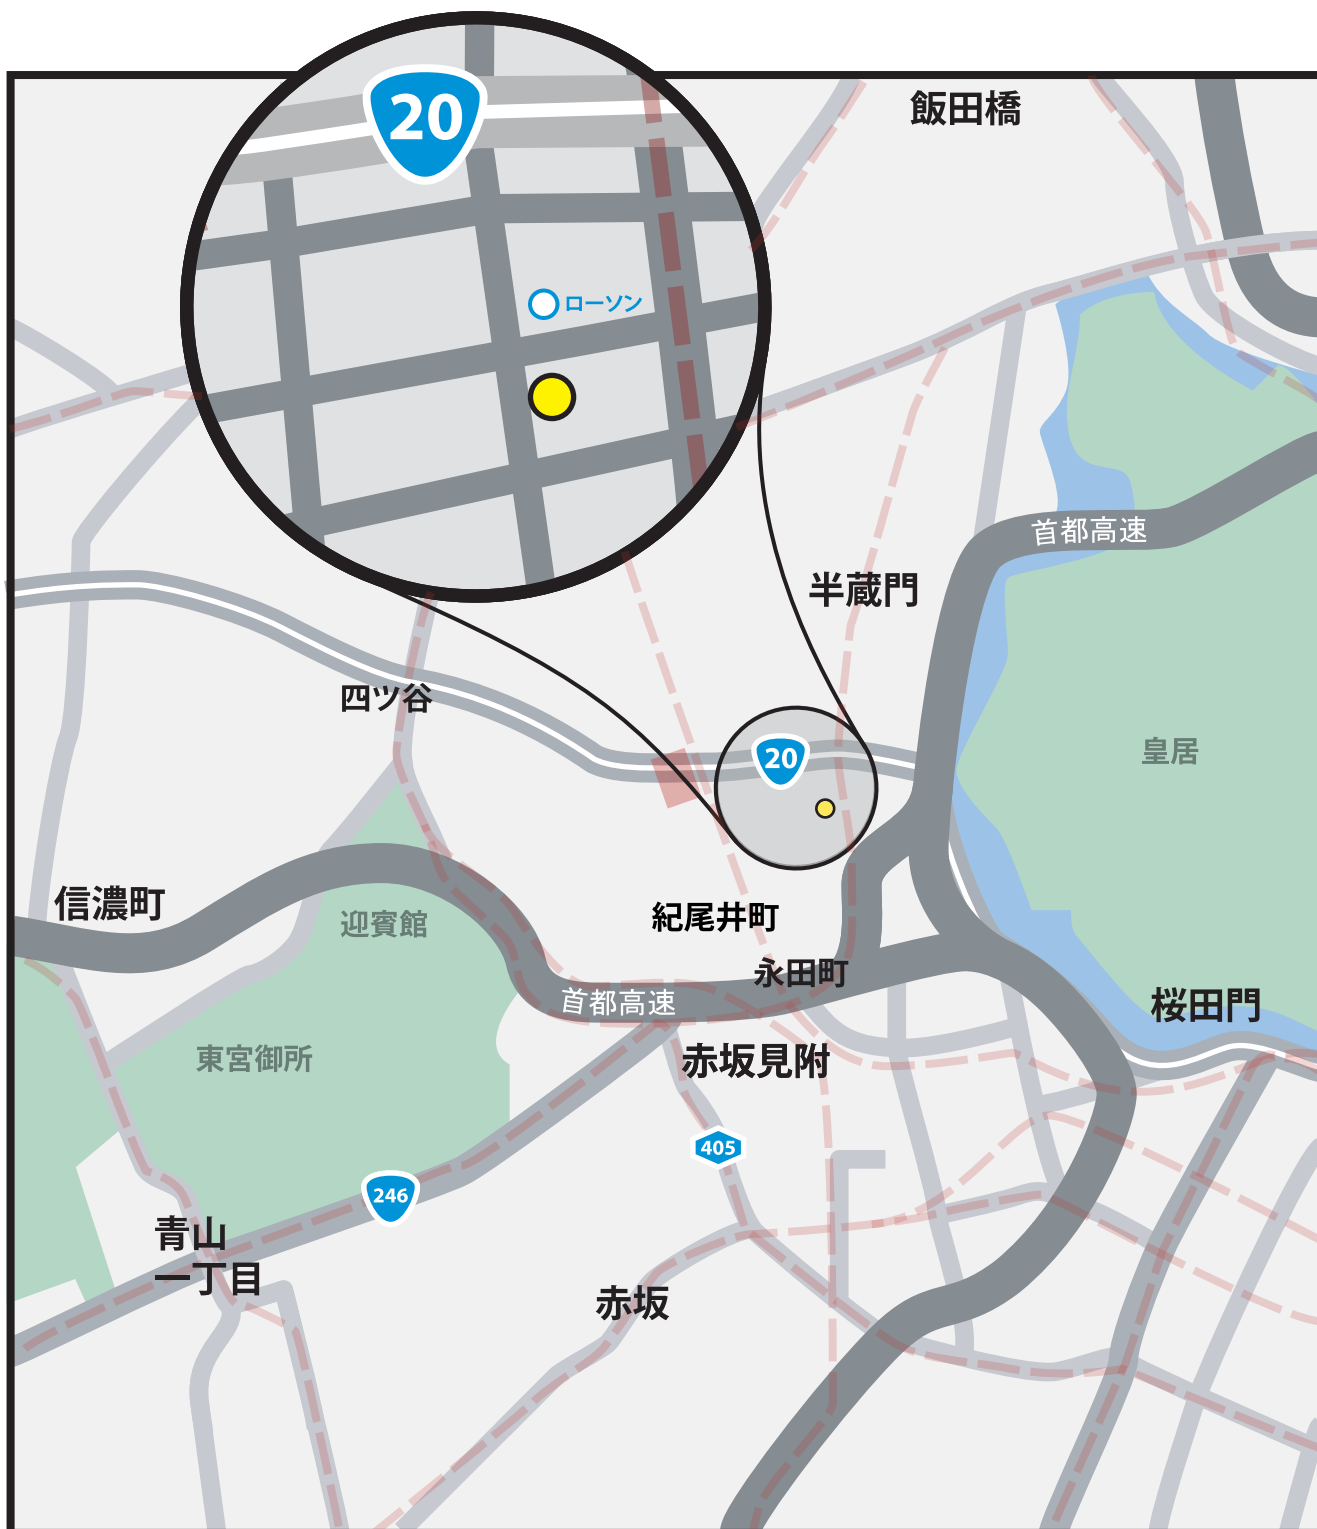 20
飯田橋
ローソン
首都高速
半蔵門
四ツ谷
20
皇居
信濃町
迎賓館
紀尾井町
永田町
首都高速
桜田門
東宮御所
赤坂見附
405
246
青山
一丁目
赤坂